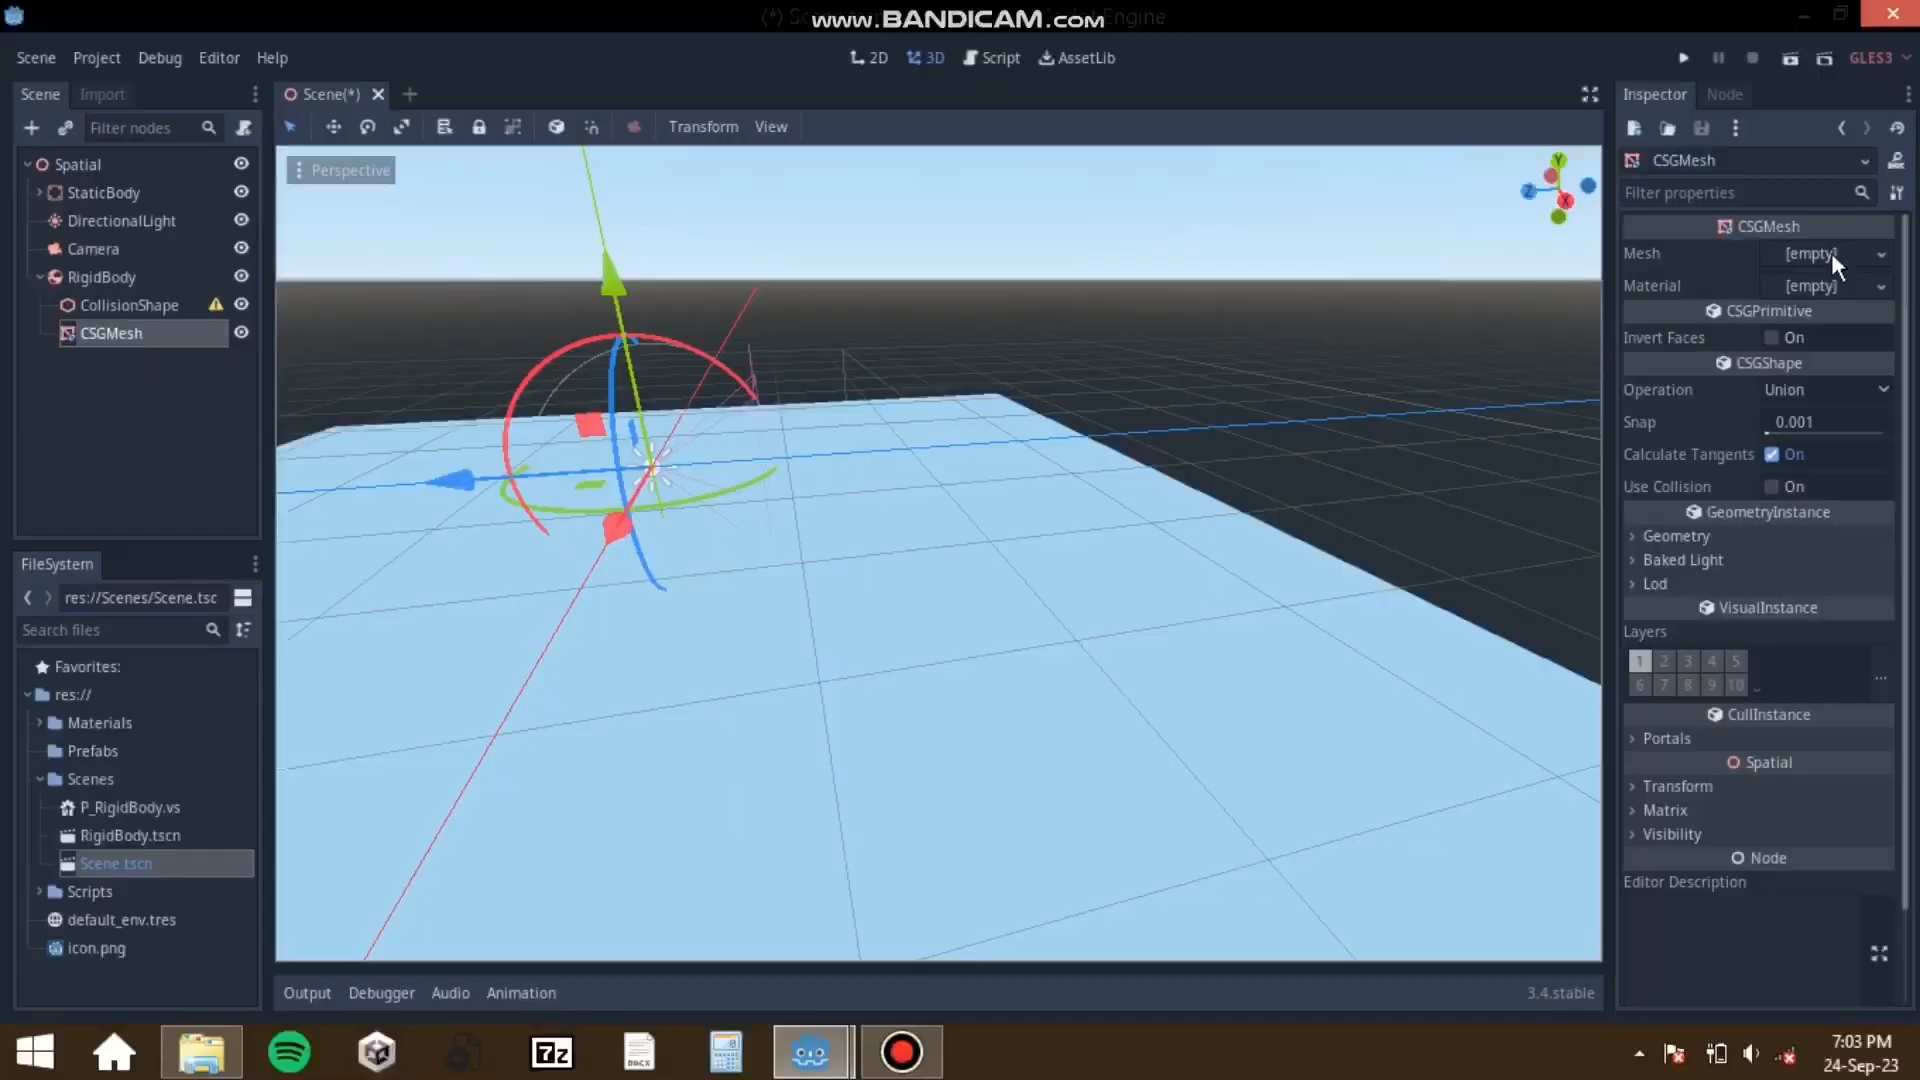 (*) Sce
www.BANDICAM.com
Engine
Scene Project Debug Editor Help
2D 3D Script AssetLib
GLES3
Scene Import
Filter nodes
Spatial
StaticBody
DirectionalLight
Camera
RigidBody
CollisionShape
CSGMesh
FileSystem
res://Scenes/Scene.tsc
Search files
Favorites:
res://
Materials
Prefabs
Scenes
P_RigidBody.vs
RigidBody.tscn
Scene.tscn
Scripts
default_env.tres
icon.png
Scene(*)
Transform View
Perspective
Y
Z
X
Output Debugger Audio Animation
3.4.stable
Inspector Node
CSGMesh
Filter properties
CSGMesh
Mesh [empty]
Material [empty]
CSGPrimitive
Invert Faces On
CSGShape
Operation Union
Snap 0.001
Calculate Tangents On
Use Collision On
GeometryInstance
Geometry
Baked Light
Lod
VisualInstance
Layers
1 2 3 4 5
6 7 8 9 10
...
CullInstance
Portals
Spatial
Transform
Matrix
Visibility
Node
Editor Description
7z
DOCX
7:03 PM
24-Sep-23